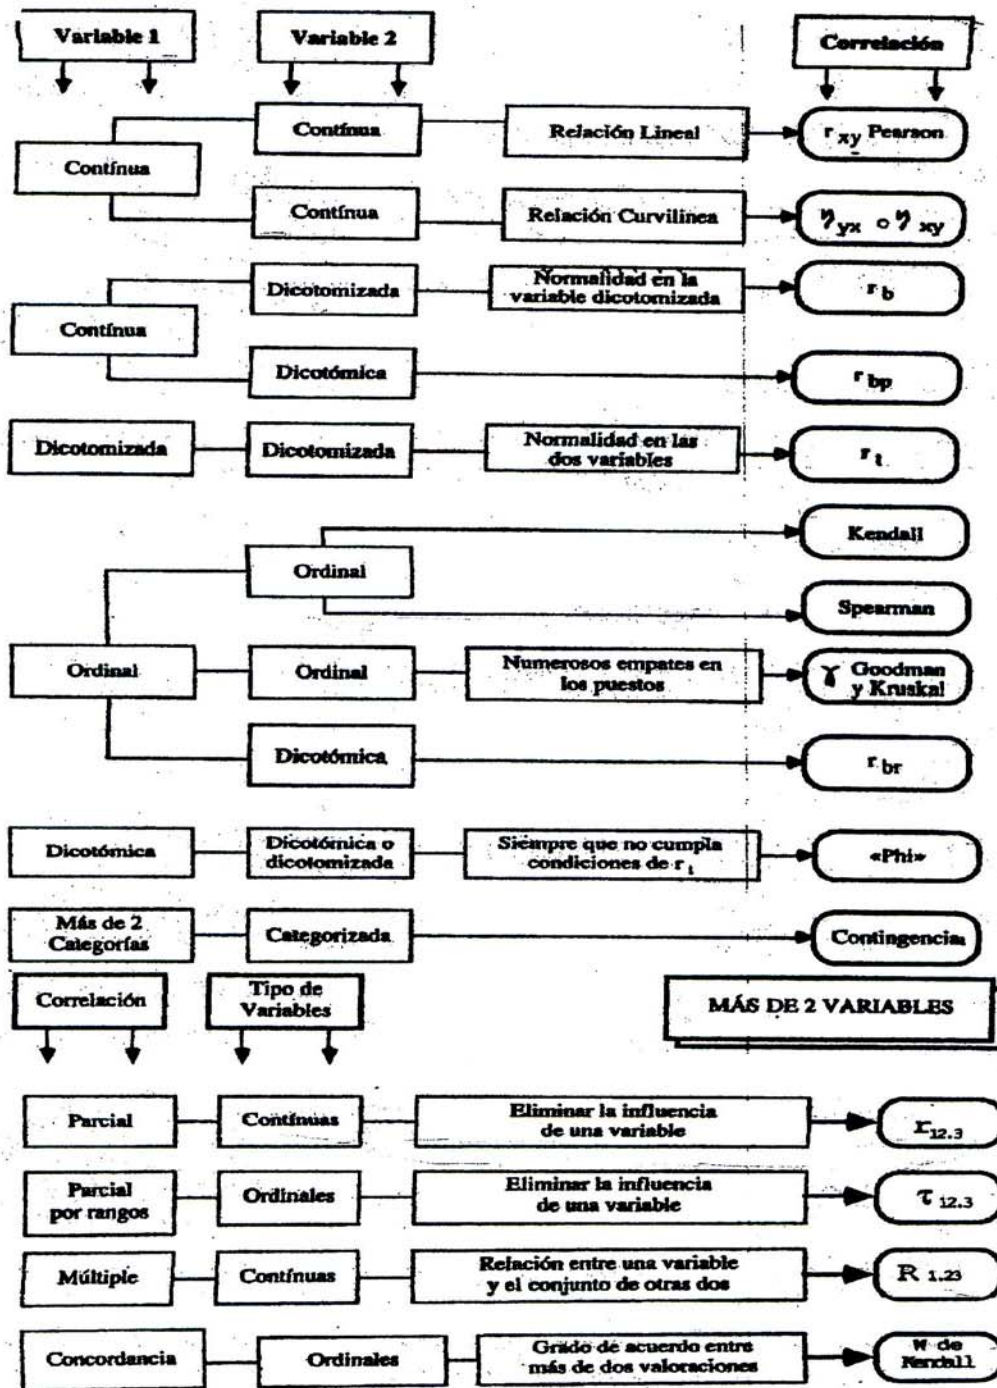 Variable 1
Variable 2
Correlación
Contínua
Contínua
Relación Lineal
r xy Pearson
Contínua
Relación Curvilinea
η yx o η xy
Contínua
Dicotomizada
Normalidad en la
variable dicotomizada
r b
Dicotómica
r bp
Dicotomizada
Dicotomizada
Normalidad en las
dos variables
r t
Ordinal
Ordinal
Kendall
Spearman
Ordinal
Numerosos empates en
los puestos
γ Goodman
y Kruskal
Dicotómica
r br
Dicotómica
Dicotómica o
dicotomizada
Siempre que no cumpla
condiciones de r t
«Phi»
Más de 2
Categorías
Categorizada
Contingencia
Correlación
Tipo de
Variables
MÁS DE 2 VARIABLES
Parcial
Contínuas
Eliminar la influencia
de una variable
r 12.3
Parcial
por rangos
Ordinales
Eliminar la influencia
de una variable
τ 12.3
Múltiple
Contínuas
Relación entre una variable
y el conjunto de otras dos
R 1.23
Concordancia
Ordinales
Grado de acuerdo entre
más de dos valoraciones
W de
Kendall